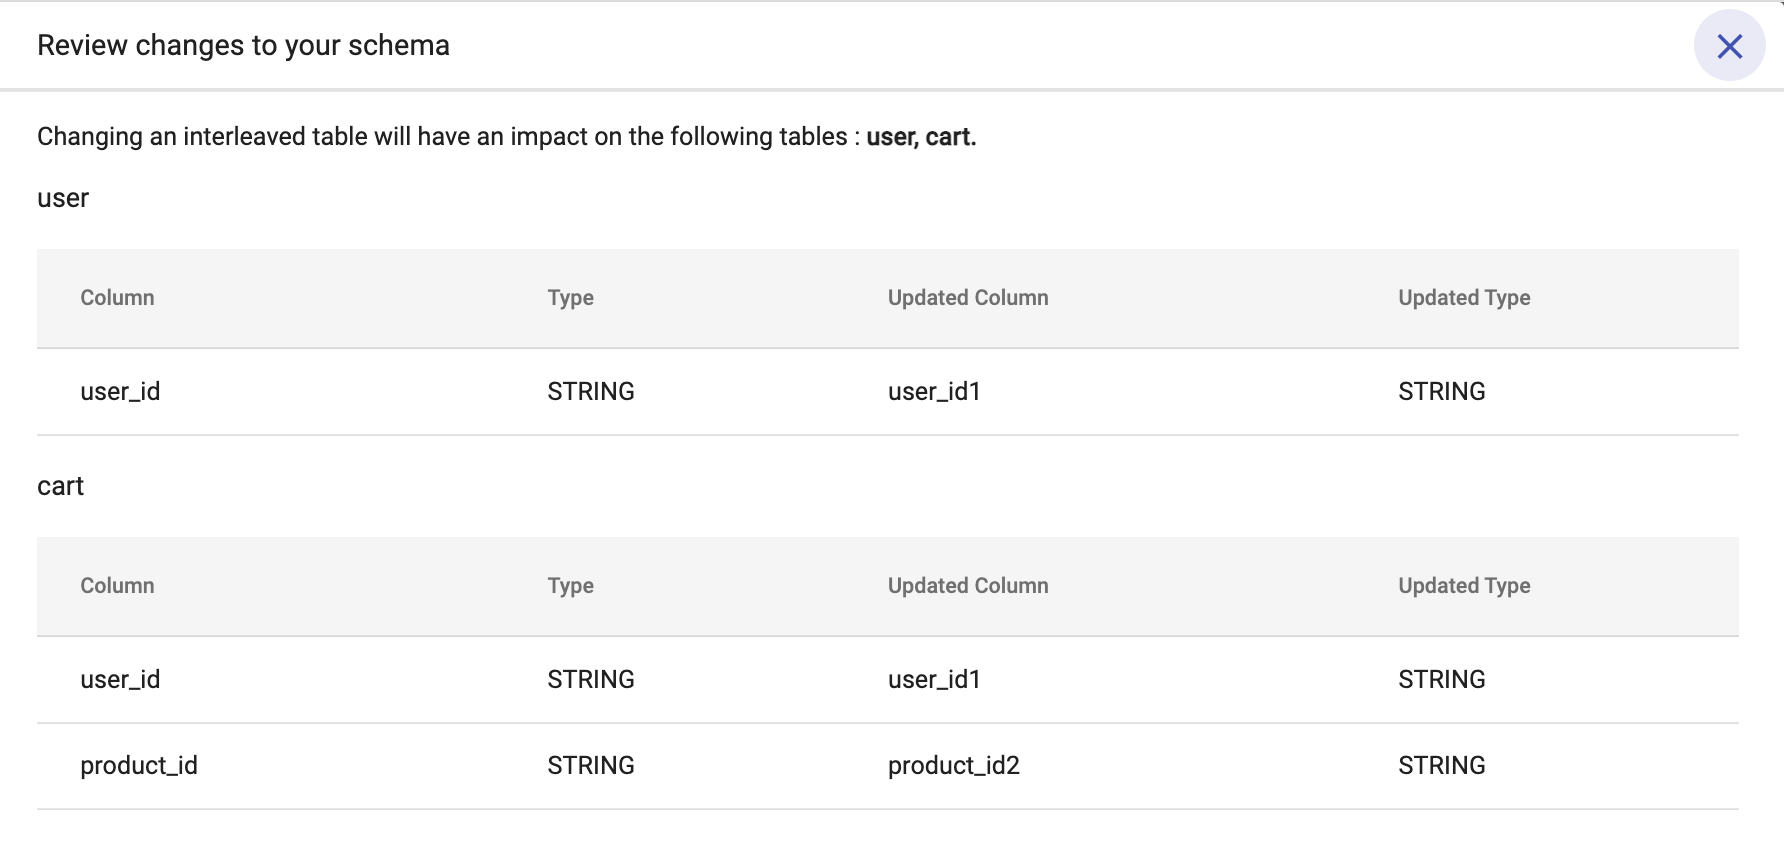 Review changes to your schema
Changing an interleaved table will have an impact on the following tables : user, cart.
user
Column Type Updated Column Updated Type
user_id STRING user_id1 STRING
cart
Column Type Updated Column Updated Type
user_id STRING user_id1 STRING
product_id STRING product_id2 STRING